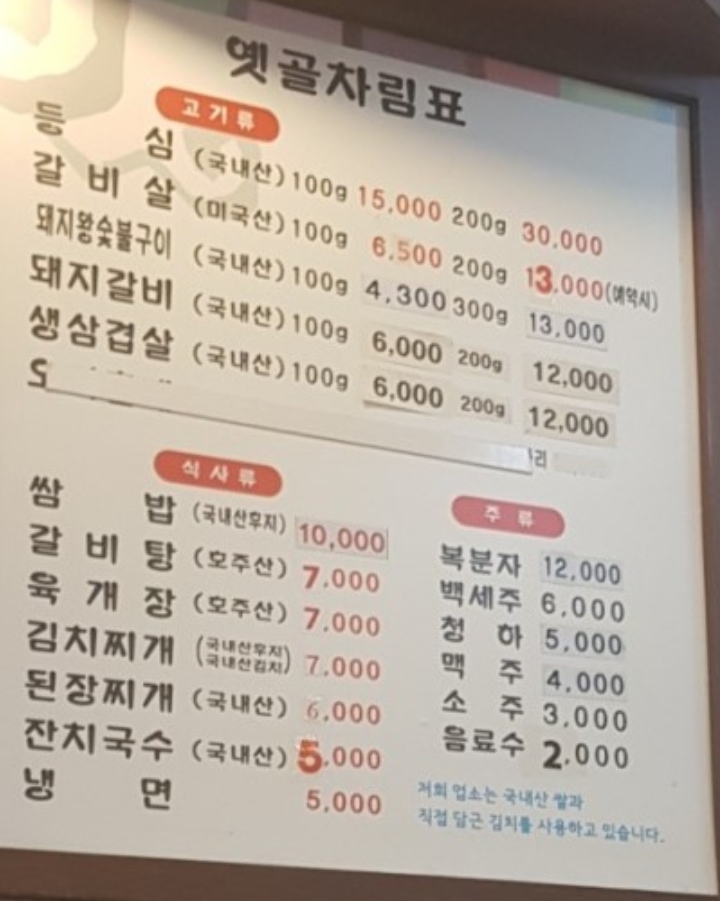 옛골차림표
고기류
등심 (국내산) 100g 15,000 200g 30,000
갈비살 (미국산) 100g 6,500 200g 13,000(예약시)
돼지왕숯불구이 (국내산) 100g 4,300 300g 13,000
돼지갈비 (국내산) 100g 6,000 200g 12,000
생삼겹살 (국내산) 100g 6,000 200g 12,000
식사류
쌈밥 (국내산후지) 10,000
갈비탕 (호주산) 7,000
육개장 (호주산) 7,000
김치찌개 (국내산후지 국내산김치) 7,000
된장찌개 (국내산) 6,000
잔치국수 (국내산) 5,000
냉면 5,000
주류
복분자 12,000
백세주 6,000
청하 5,000
맥주 4,000
소주 3,000
음료수 2,000
저희 업소는 국내산 쌀과
직접 담근 김치를 사용하고 있습니다.